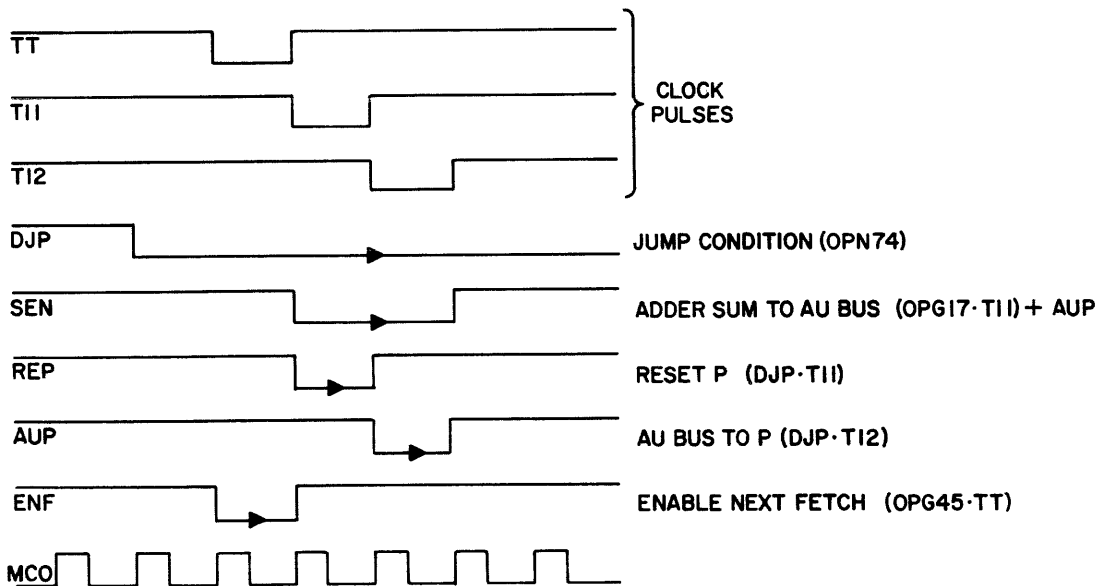 TT
T11
CLOCK
PULSES
T12
DJP
JUMP CONDITION (OPN74)
SEN
ADDER SUM TO AU BUS (OPG17·T11) + AUP
REP
RESET P (DJP·T11)
AUP
AU BUS TO P (DJP·T12)
ENF
ENABLE NEXT FETCH (OPG45·TT)
MCO